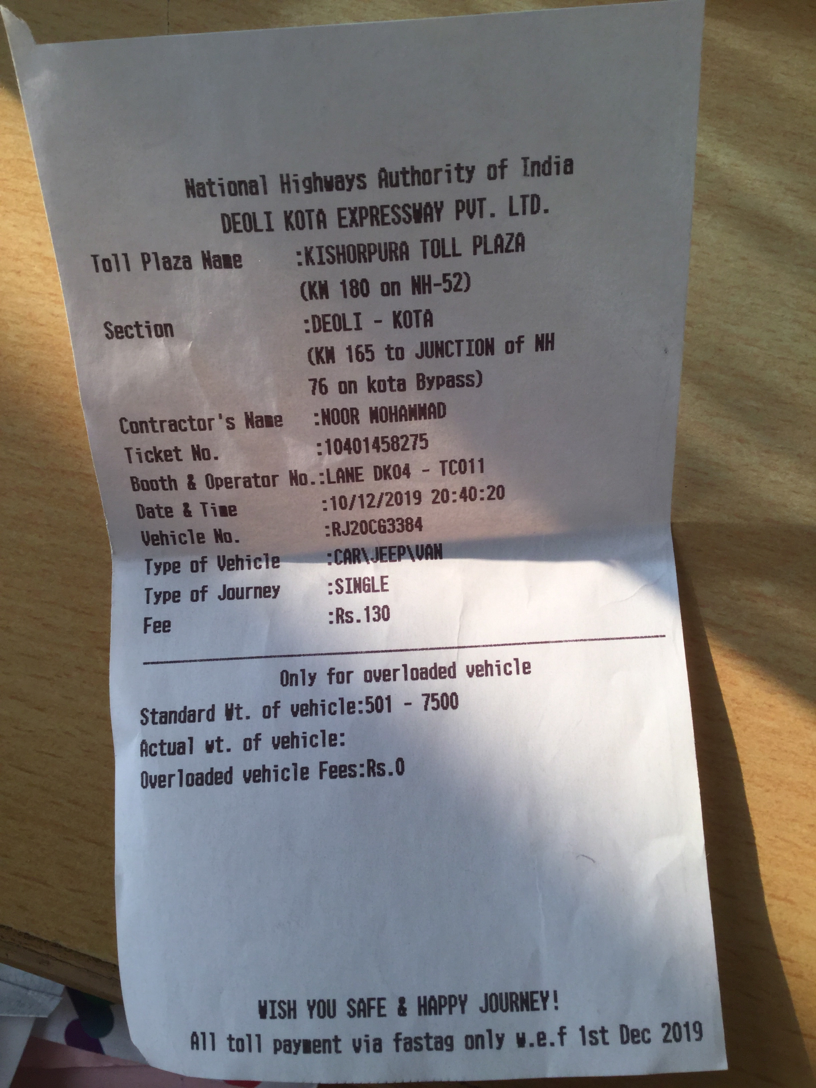 National Highways Authority of India
DEOLI KOTA EXPRESSWAY PVT. LTD.
Toll Plaza Name :KISHORPURA TOLL PLAZA
(KM 180 on NH-52)
Section :DEOLI - KOTA
(KM 165 to JUNCTION of NH
76 on kota Bypass)
Contractor's Name :NOOR MOHAMMAD
Ticket No. :10401458275
Booth & Operator No.:LANE DK04 - TC011
Date & Time :10/12/2019 20:40:20
Vehicle No. :RJ20CG3384
Type of Vehicle :CAR\JEEP\VAN
Type of Journey :SINGLE
Fee :Rs.130
Only for overloaded vehicle
Standard Wt. of vehicle:501 - 7500
Actual wt. of vehicle:
Overloaded vehicle Fees:Rs.0
WISH YOU SAFE & HAPPY JOURNEY!
All toll payment via fastag only w.e.f 1st Dec 2019